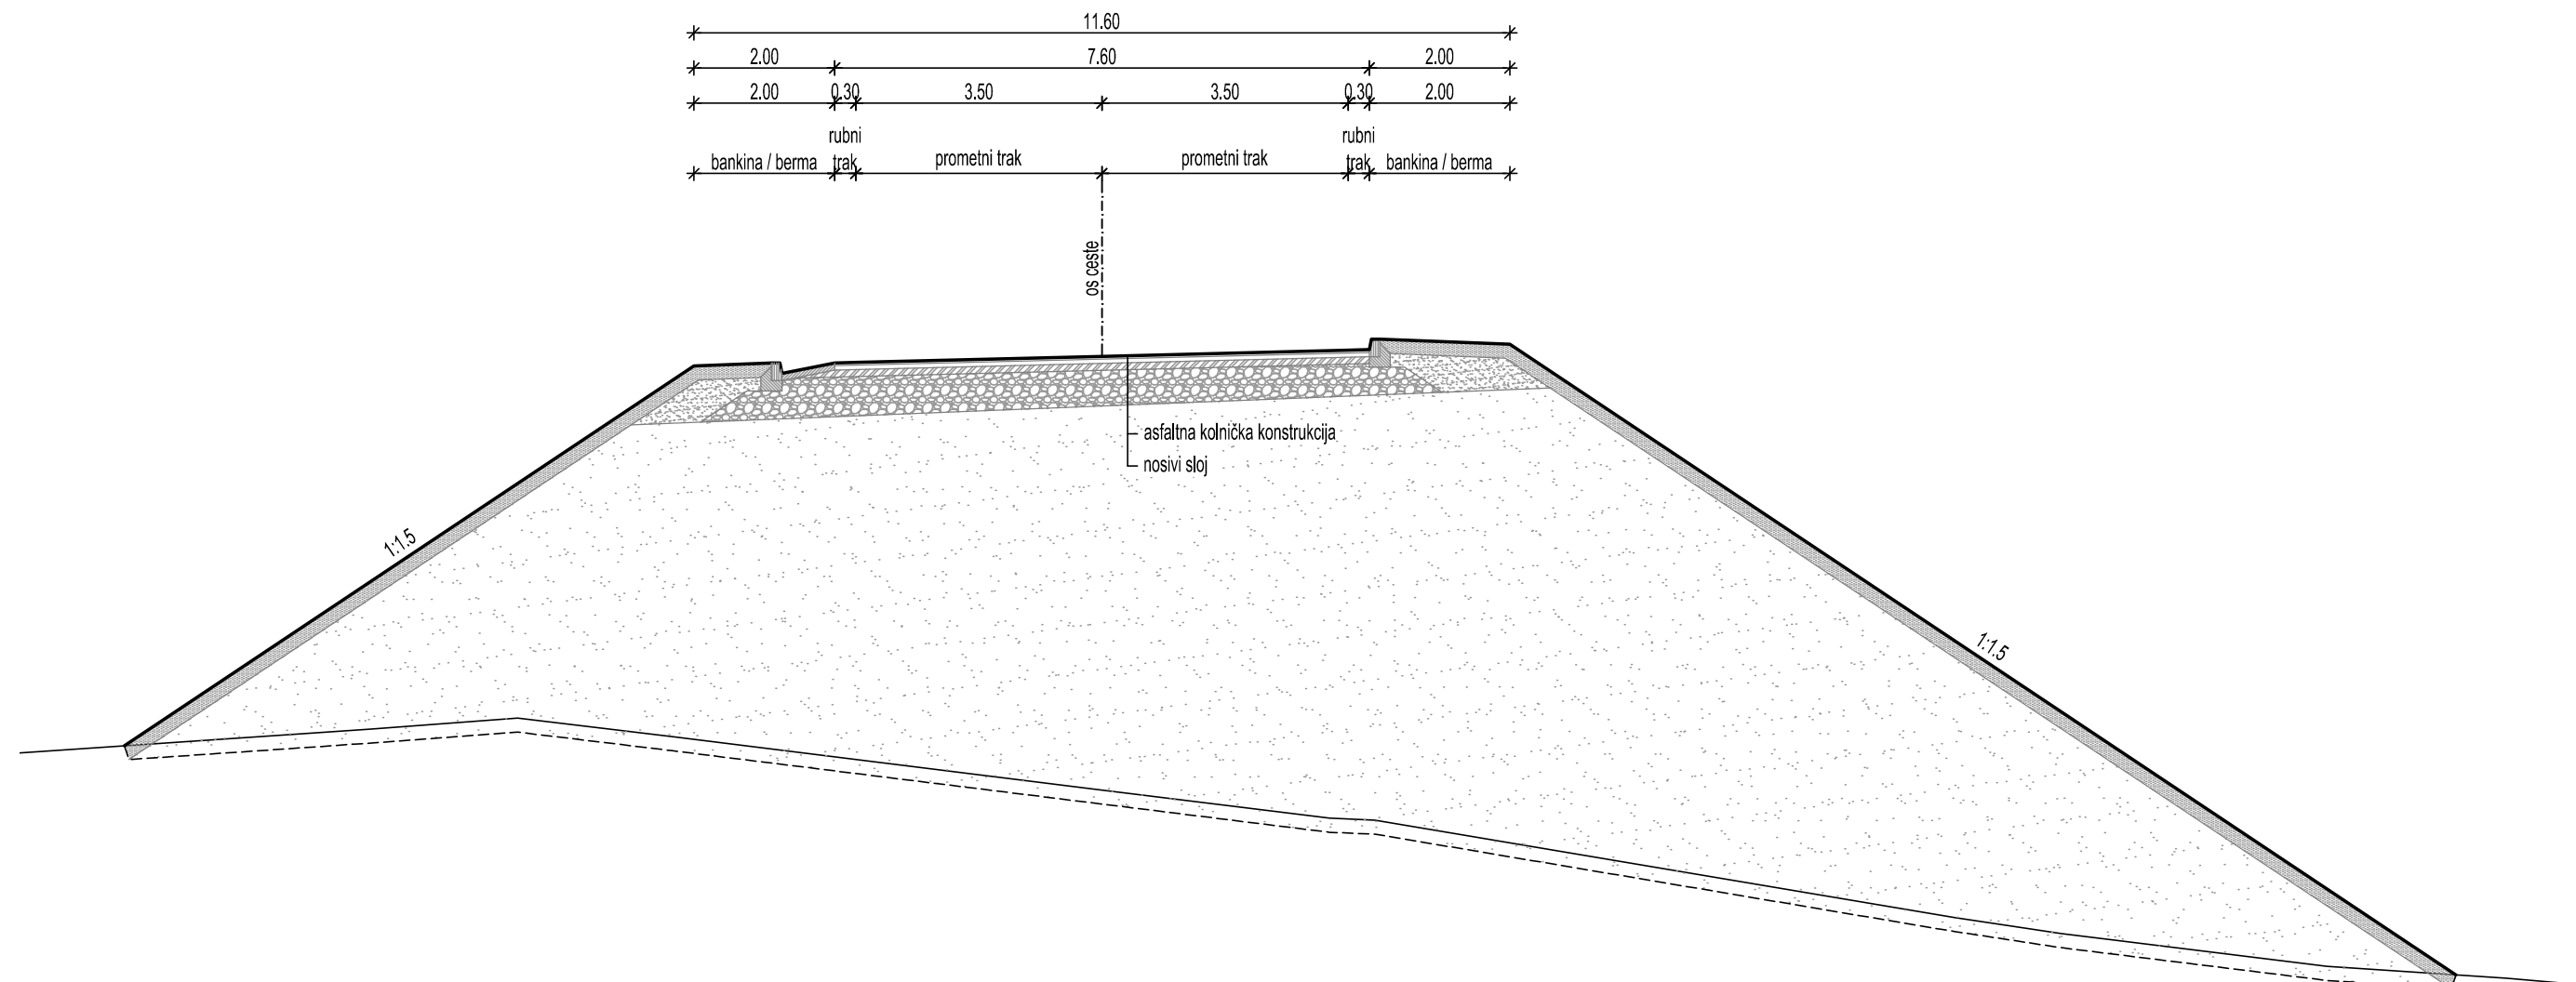 11.60
2.00 7.60 2.00
2.00 0.30 3.50 3.50 0.30 2.00
rubni rubni
bankina / berma trak prometni trak prometni trak trak bankina / berma
os ceste
asfaltna kolnička konstrukcija
nosivi sloj
1:1.5
1:1.5